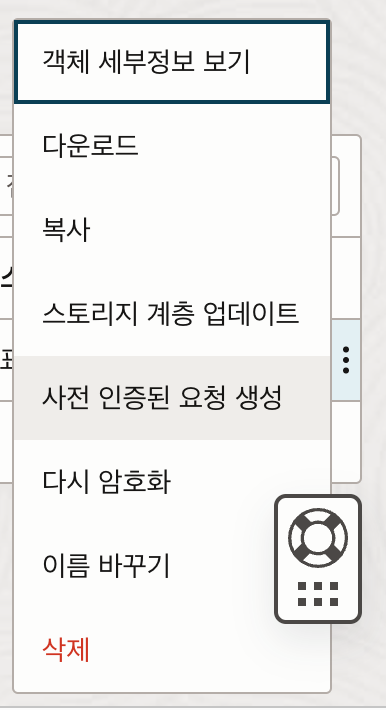 객체 세부정보 보기
다운로드
복사
스토리지 계층 업데이트
사전 인증된 요청 생성
다시 암호화
이름 바꾸기
삭제